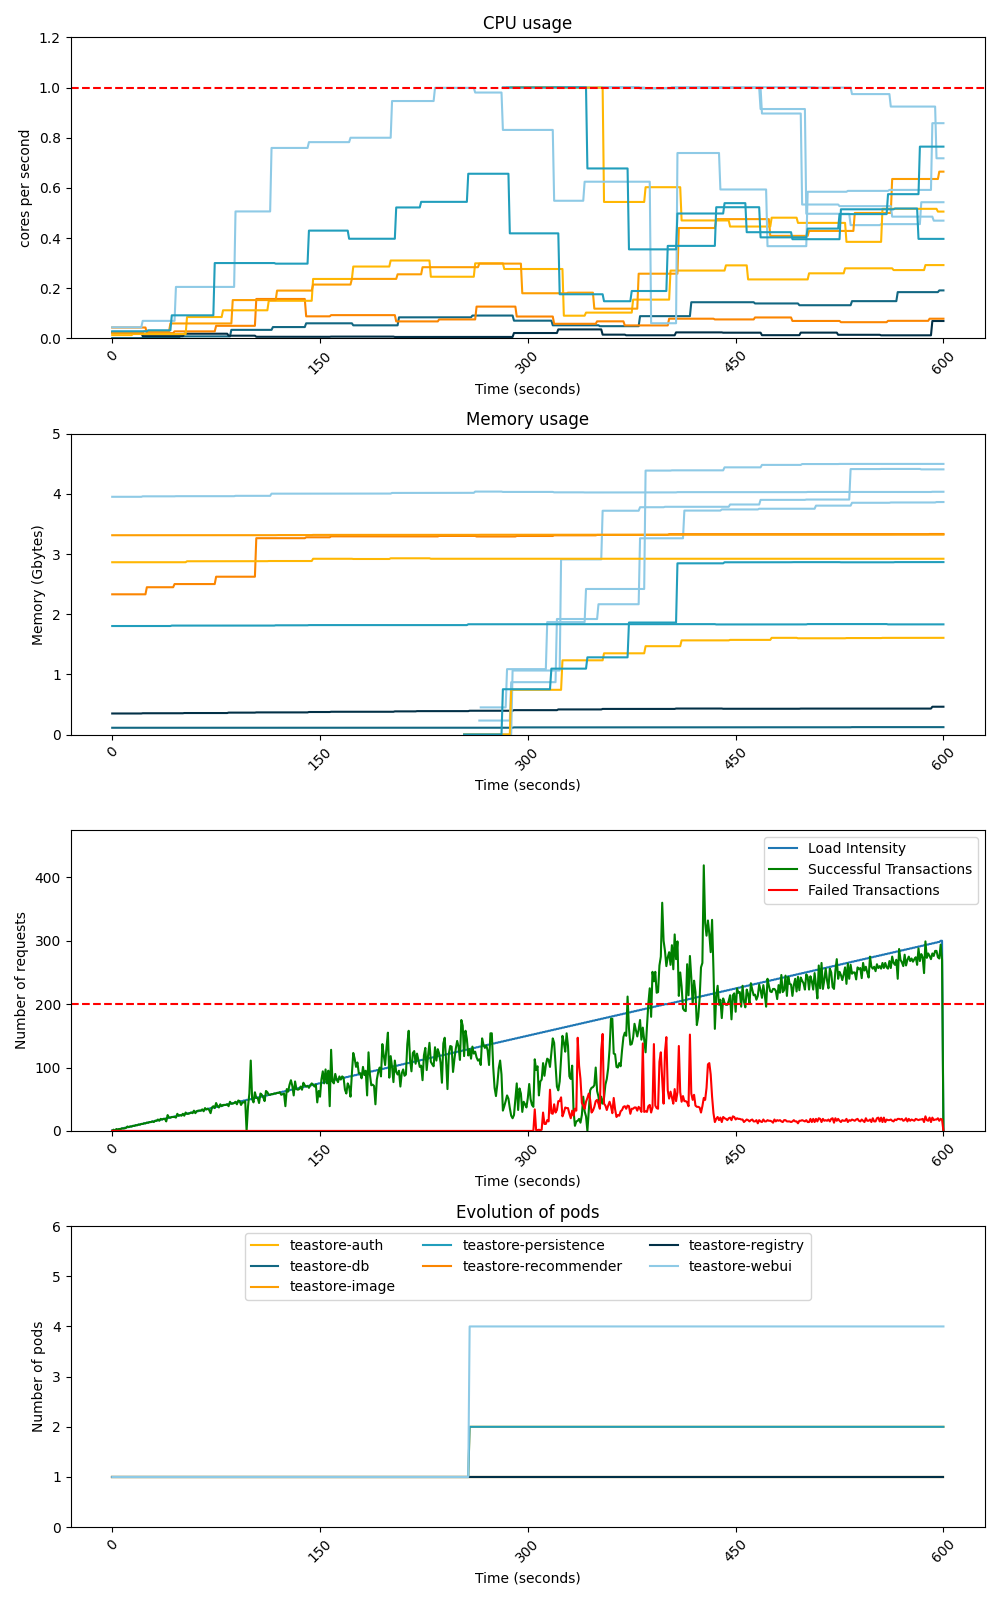 CPU usage
1.2
1.0
0.8
0.6
0.4
0.2
0.0
cores per second
0 150 300 450 600
Time (seconds)
Memory usage
5
4
3
2
1
0
Memory (Gbytes)
0 150 300 450 600
Time (seconds)
Load Intensity
Successful Transactions
Failed Transactions
400
300
200
100
0
Number of requests
0 150 300 450 600
Time (seconds)
Evolution of pods
teastore-auth teastore-persistence teastore-registry
teastore-db teastore-recommender teastore-webui
teastore-image
6
5
4
3
2
1
0
Number of pods
0 150 300 450 600
Time (seconds)